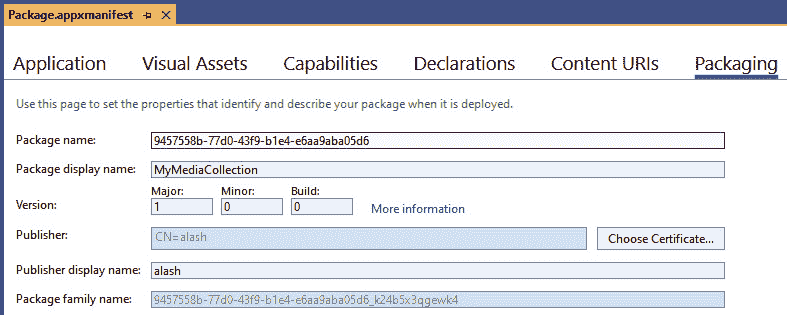 Package.appxmanifest
Application Visual Assets Capabilities Declarations Content URIs Packaging
Use this page to set the properties that identify and describe your package when it is deployed.
Package name: 9457558b-77d0-43f9-b1e4-e6aa9aba05d6
Package display name: MyMediaCollection
Major: Minor: Build:
Version: 1 0 0 More information
Publisher: CN=alash Choose Certificate...
Publisher display name: alash
Package family name: 9457558b-77d0-43f9-b1e4-e6aa9aba05d6_k24b5x3qgewk4